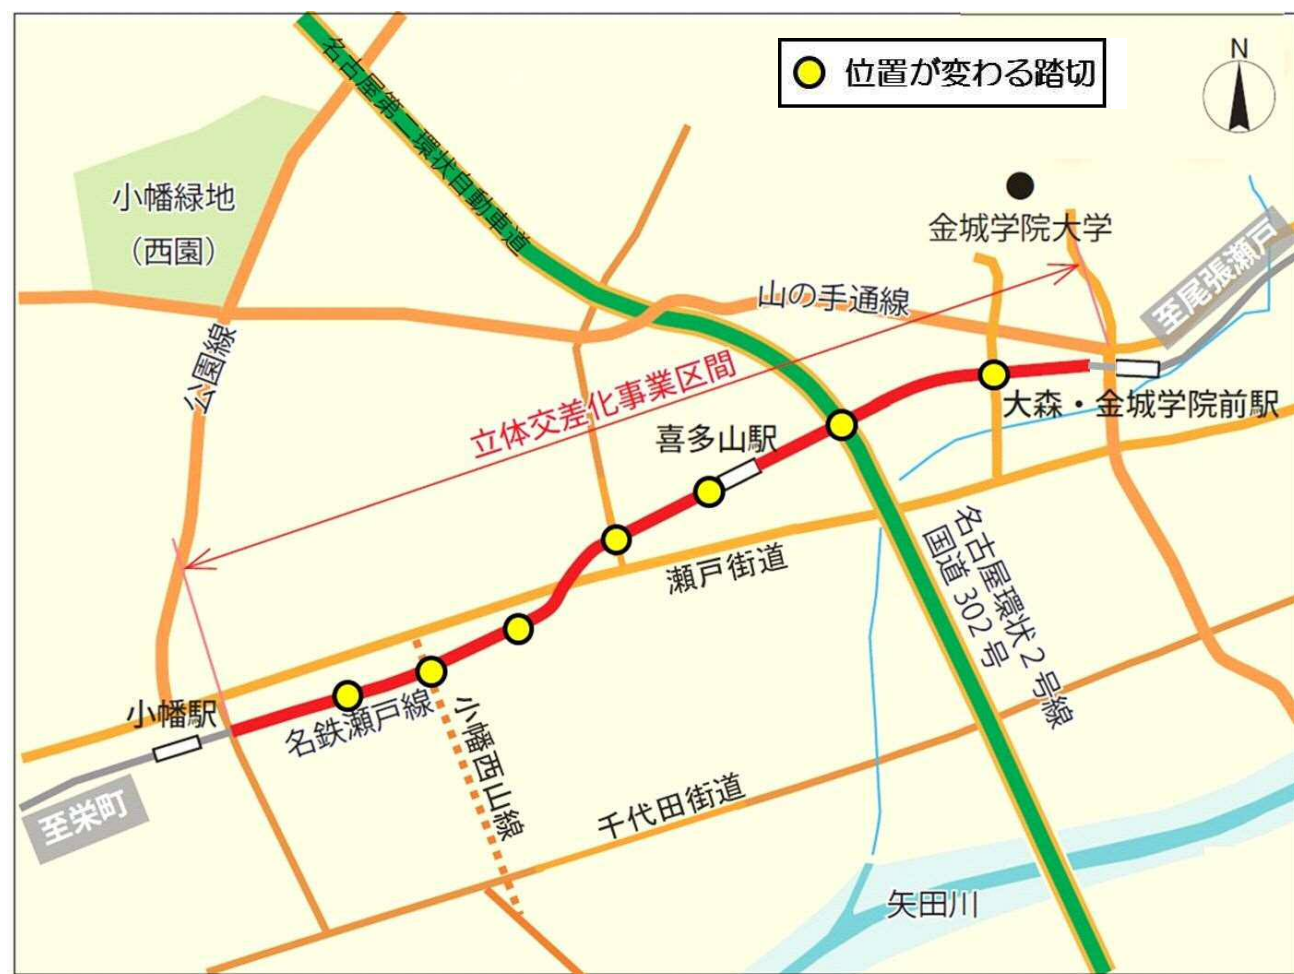 位置が変わる踏切
N
名古屋第二環状自動車道
小幡緑地
（西園）
金城学院大学
至尾張瀬戸
山の手通線
公園線
立体交差化事業区間
大森・金城学院前駅
喜多山駅
瀬戸街道
名古屋環状2号線
国道302号
小幡駅
名鉄瀬戸線
小幡西山線
至栄町
千代田街道
矢田川